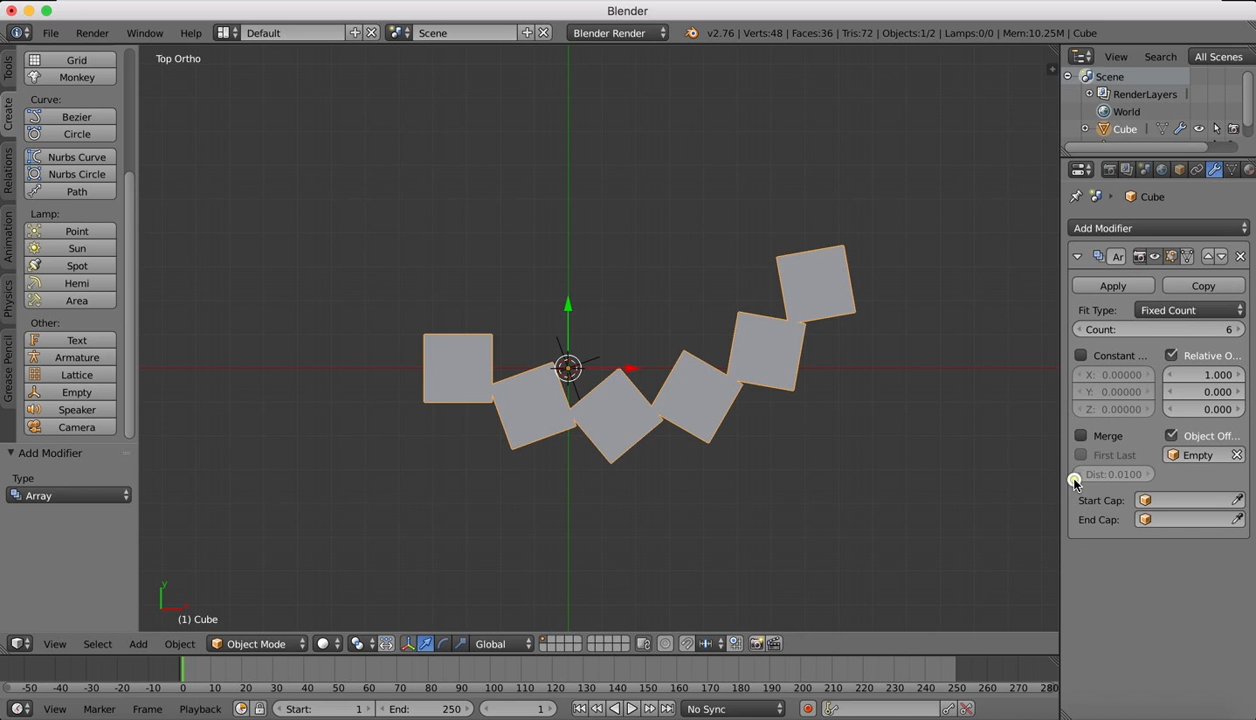 Blender
File Render Window Help Default Scene Blender Render v2.76 | Verts:48 | Faces:36 | Tris:72 | Objects:1/2 | Lamps:0/0 | Mem:10.25M | Cube
Tools
Create
Relations
Animation
Physics
Grease Pencil
Grid
Monkey
Curve:
Bezier
Circle
Nurbs Curve
Nurbs Circle
Path
Lamp:
Point
Sun
Spot
Hemi
Area
Other:
Text
Armature
Lattice
Empty
Speaker
Camera
Add Modifier
Type
Array
Top Ortho
y
(1) Cube
View Select Add Object Object Mode Global
View Search All Scenes
Scene
RenderLayers
World
Cube
Cube
Add Modifier
Ar
Apply Copy
Fit Type: Fixed Count
Count: 6
Constant ... Relative O...
X: 0.00000 1.000
Y: 0.00000 0.000
Z: 0.00000 0.000
Merge Object Off...
First Last Empty
Dist: 0.0100
Start Cap:
End Cap:
-50 -40 -30 -20 -10 0 10 20 30 40 50 60 70 80 90 100 110 120 130 140 150 160 170 180 190 200 210 220 230 240 250 260 270 280
View Marker Frame Playback Start: 1 End: 250 1 No Sync